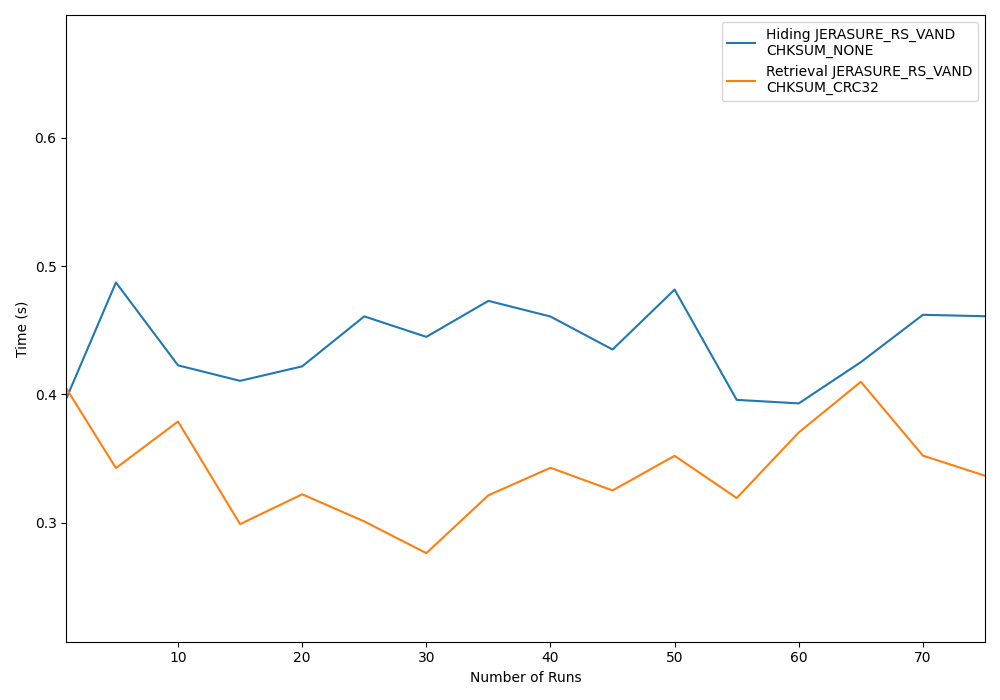 Hiding JERASURE_RS_VAND
CHKSUM_NONE
Retrieval JERASURE_RS_VAND
CHKSUM_CRC32
0.6
0.5
0.4
0.3
Time (s)
10 20 30 40 50 60 70
Number of Runs